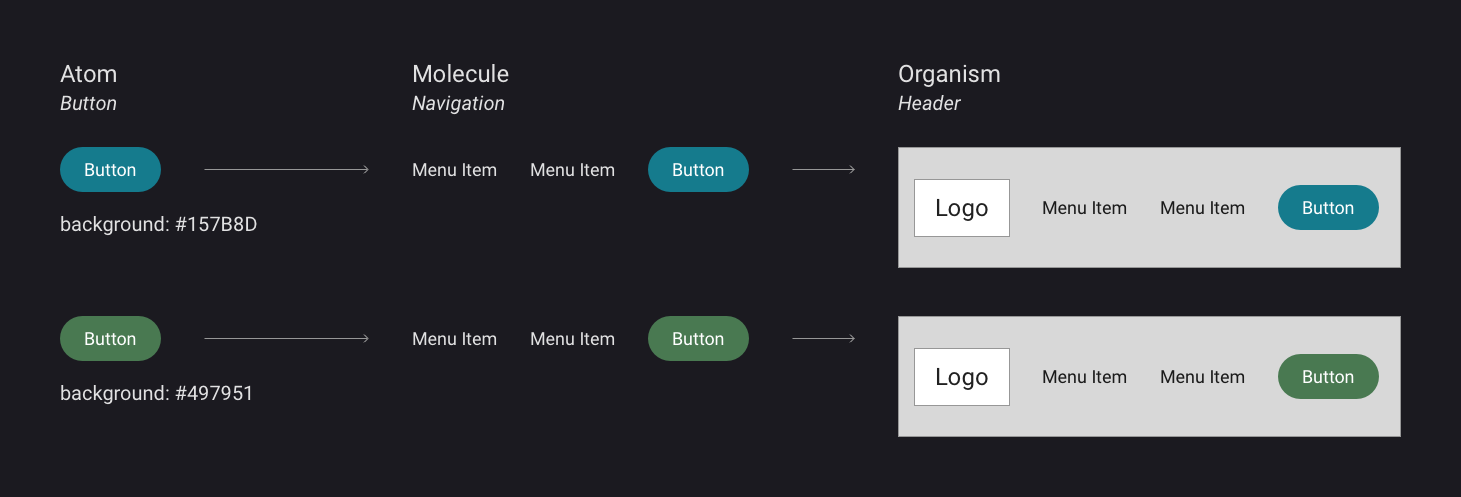 Atom
Button
Molecule
Navigation
Organism
Header
Button
Menu Item Menu Item Button
Logo Menu Item Menu Item Button
background: #157B8D
Button
Menu Item Menu Item Button
Logo Menu Item Menu Item Button
background: #497951